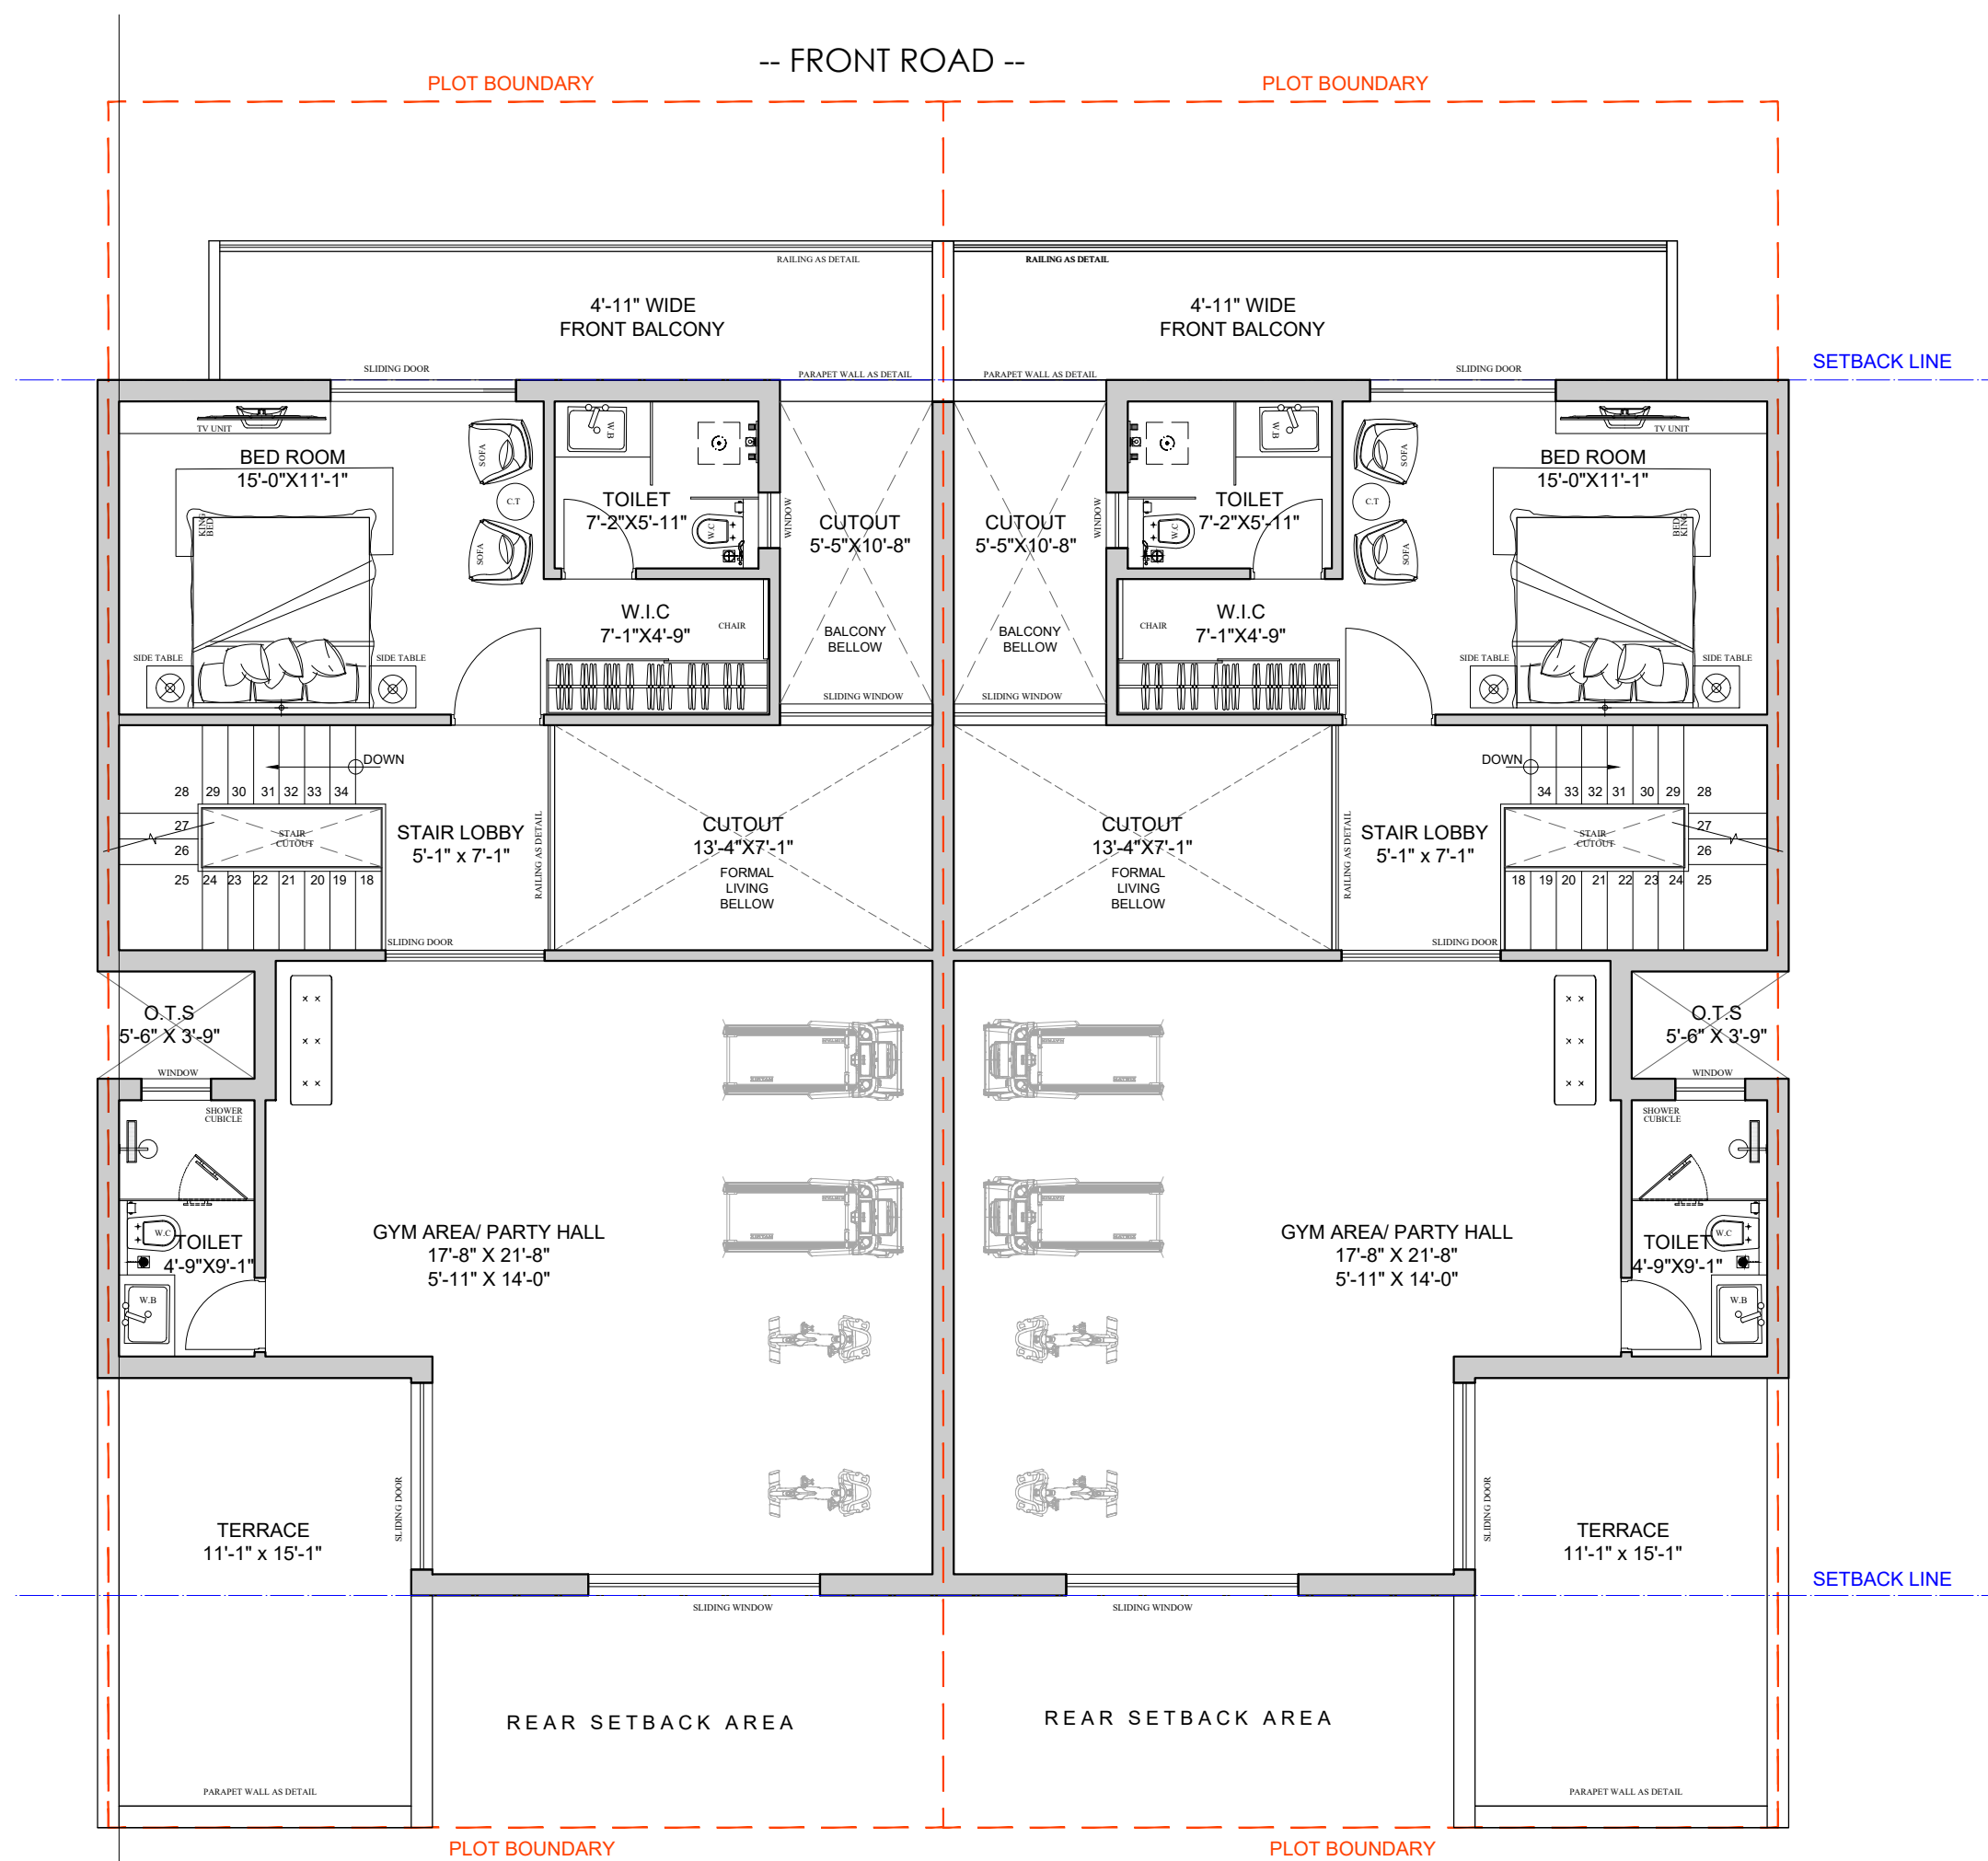 -- FRONT ROAD --
PLOT BOUNDARY
PLOT BOUNDARY
RAILING AS DETAIL
RAILING AS DETAIL
4'-11" WIDE
FRONT BALCONY
4'-11" WIDE
FRONT BALCONY
SETBACK LINE
SLIDING DOOR
PARAPET WALL AS DETAIL
PARAPET WALL AS DETAIL
SLIDING DOOR
TV UNIT
BED ROOM
15'-0"X11'-1"
KING
BED
SOFA
C.T
SOFA
SIDE TABLE
SIDE TABLE
W.B
TOILET
7'-2"X5'-11"
W.C
WINDOW
CUTOUT
5'-5"X10'-8"
BALCONY
BELLOW
SLIDING WINDOW
W.I.C
7'-1"X4'-9"
CHAIR
CUTOUT
5'-5"X10'-8"
BALCONY
BELLOW
SLIDING WINDOW
WINDOW
W.B
TOILET
7'-2"X5'-11"
W.C
W.I.C
7'-1"X4'-9"
CHAIR
TV UNIT
BED ROOM
15'-0"X11'-1"
KING
BED
SOFA
C.T
SOFA
SIDE TABLE
SIDE TABLE
DOWN
28 29 30 31 32 33 34
27
26
STAIR
CUTOUT
25 24 23 22 21 20 19 18
STAIR LOBBY
5'-1" x 7'-1"
RAILING AS DETAIL
SLIDING DOOR
CUTOUT
13'-4"X7'-1"
FORMAL
LIVING
BELLOW
CUTOUT
13'-4"X7'-1"
FORMAL
LIVING
BELLOW
RAILING AS DETAIL
STAIR LOBBY
5'-1" x 7'-1"
SLIDING DOOR
DOWN
34 33 32 31 30 29 28
27
26
STAIR
CUTOUT
18 19 20 21 22 23 24 25
O.T.S
5'-6" X 3'-9"
WINDOW
SHOWER
CUBICLE
W.C
TOILET
4'-9"X9'-1"
W.B
GYM AREA/ PARTY HALL
17'-8" X 21'-8"
5'-11" X 14'-0"
GYM AREA/ PARTY HALL
17'-8" X 21'-8"
5'-11" X 14'-0"
O.T.S
5'-6" X 3'-9"
WINDOW
SHOWER
CUBICLE
W.C
TOILET
4'-9"X9'-1"
W.B
TERRACE
11'-1" x 15'-1"
SLIDING DOOR
SLIDING DOOR
TERRACE
11'-1" x 15'-1"
SETBACK LINE
SLIDING WINDOW
SLIDING WINDOW
REAR SETBACK AREA
REAR SETBACK AREA
PARAPET WALL AS DETAIL
PARAPET WALL AS DETAIL
PLOT BOUNDARY
PLOT BOUNDARY